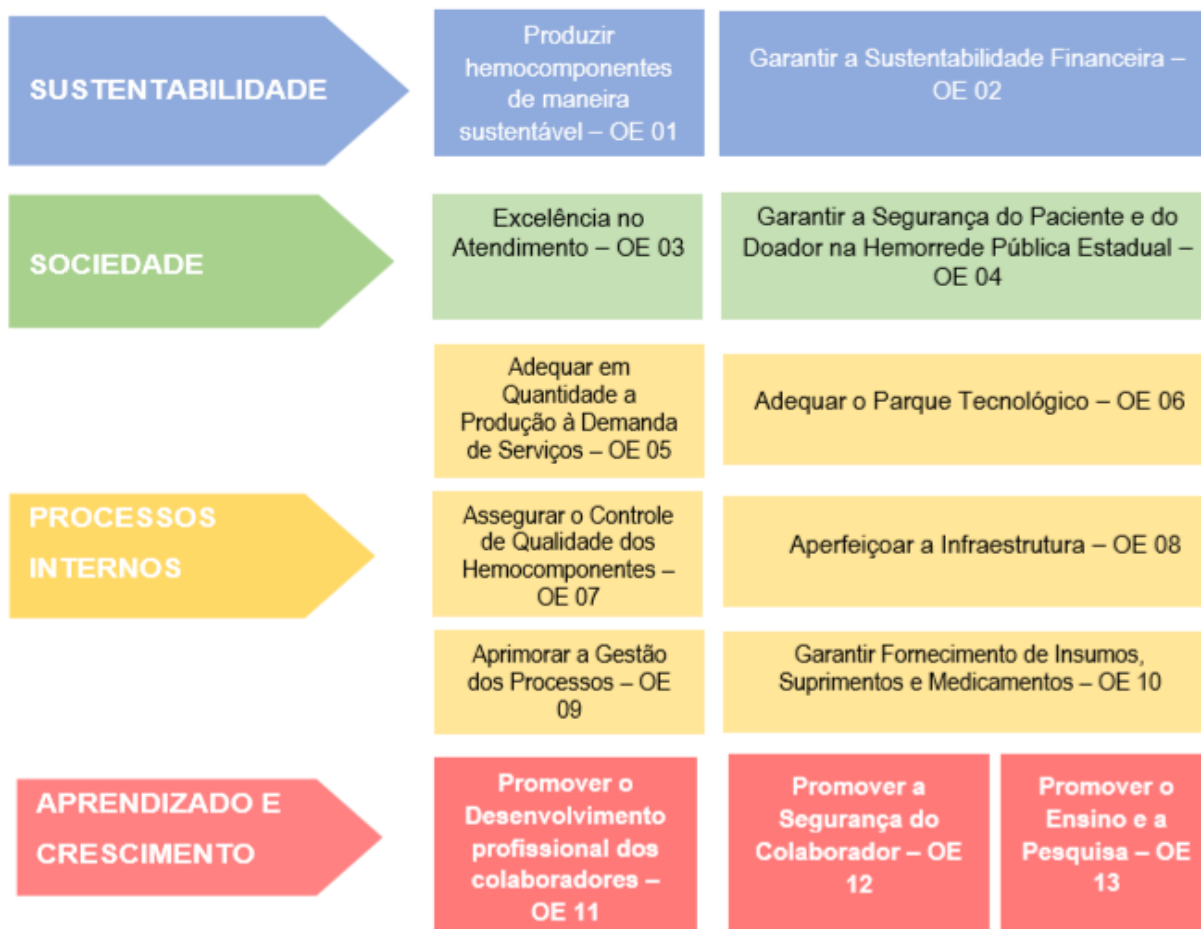 SUSTENTABILIDADE
Produzir
hemocomponentes
de maneira
sustentável – OE 01
Garantir a Sustentabilidade Financeira –
OE 02
SOCIEDADE
Excelência no
Atendimento – OE 03
Garantir a Segurança do Paciente e do
Doador na Hemorrede Pública Estadual –
OE 04
PROCESSOS
INTERNOS
Adequar em
Quantidade a
Produção à Demanda
de Serviços – OE 05
Adequar o Parque Tecnológico – OE 06
Assegurar o Controle
de Qualidade dos
Hemocomponentes –
OE 07
Aperfeiçoar a Infraestrutura – OE 08
Aprimorar a Gestão
dos Processos – OE
09
Garantir Fornecimento de Insumos,
Suprimentos e Medicamentos – OE 10
APRENDIZADO E
CRESCIMENTO
Promover o
Desenvolvimento
profissional dos
colaboradores –
OE 11
Promover a
Segurança do
Colaborador – OE
12
Promover o
Ensino e a
Pesquisa – OE
13